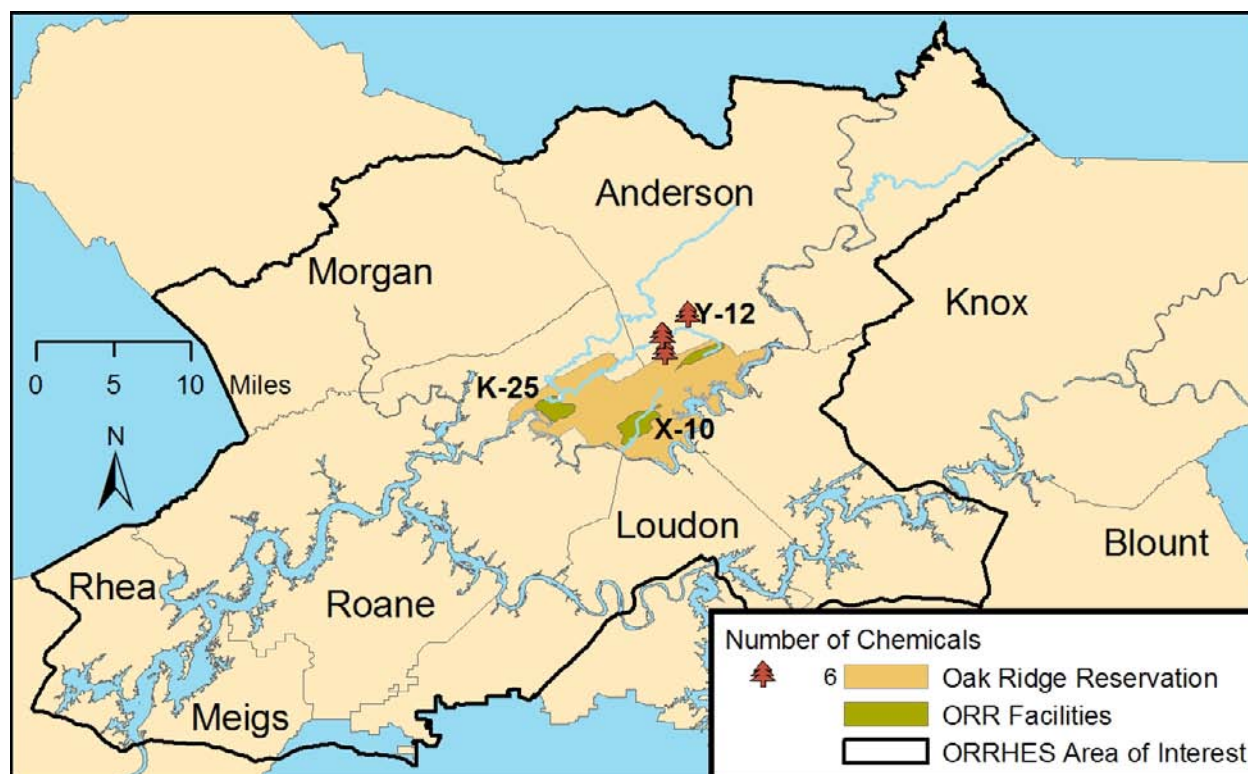 Anderson
Morgan
Knox
Y-12
0 5 10 Miles
K-25
X-10
N
Loudon
Blount
Rhea
Roane
Meigs
Number of Chemicals
6 Oak Ridge Reservation
ORR Facilities
ORRHES Area of Interest